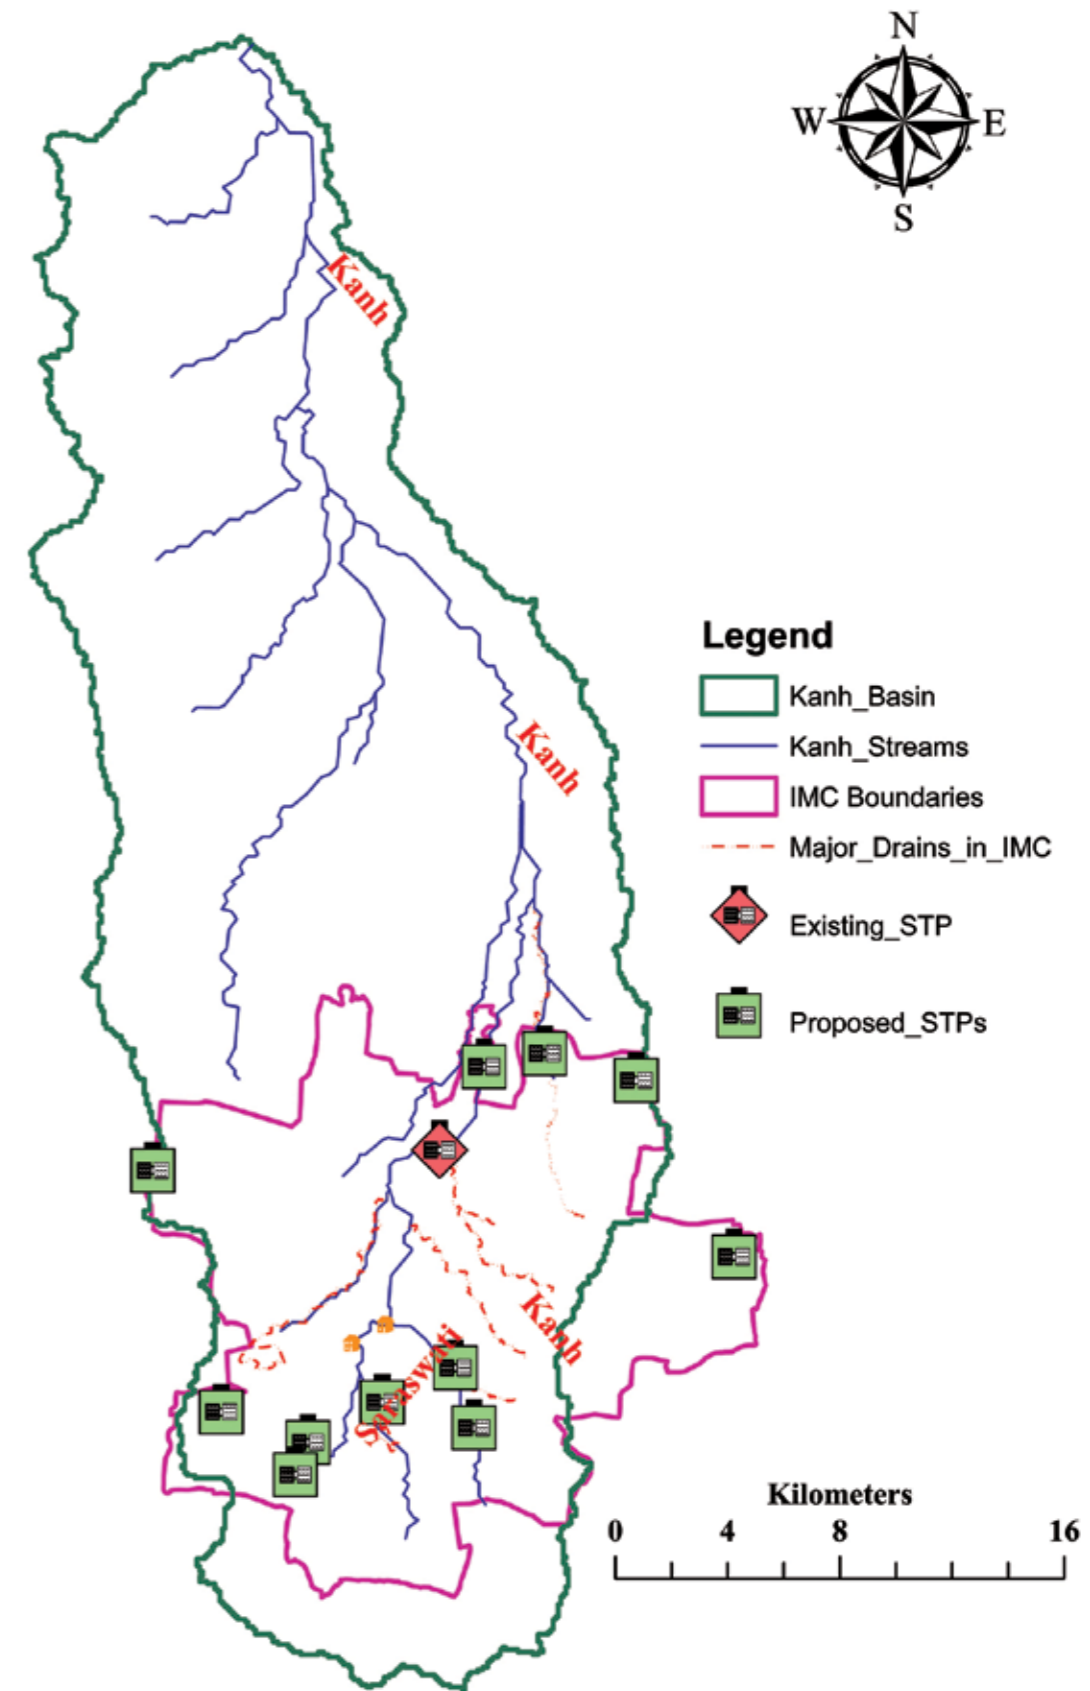 N
W E
S
Kanh
Legend
Kanh_Basin
Kanh
Kanh_Streams
IMC Boundaries
Major_Drains_in_IMC
Existing_STP
Proposed_STPs
Kanh
Saraswati
Kilometers
0 4 8 16